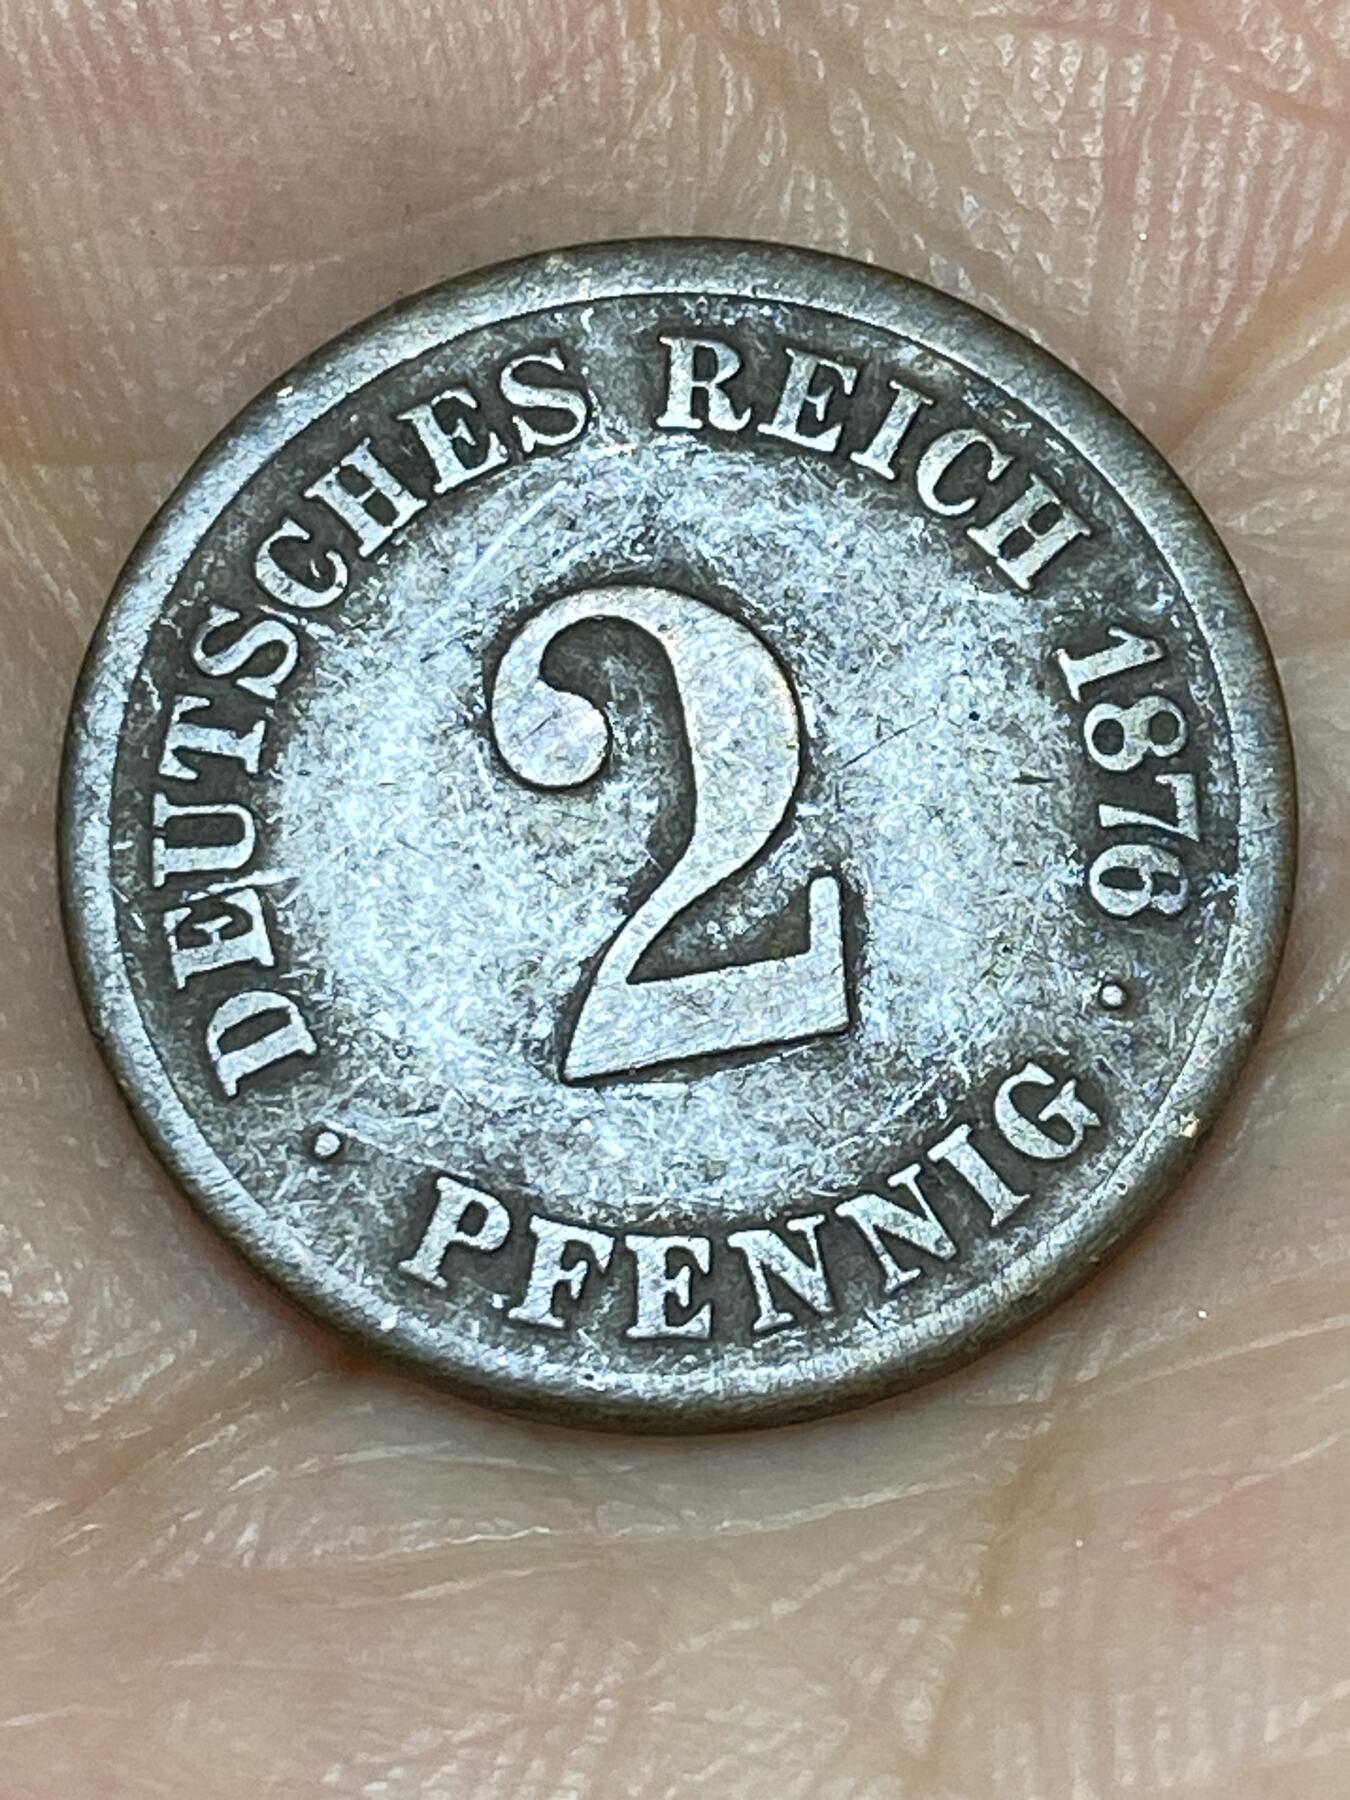 DEUTSCHES REICH 1876
2
· PFENNIG ·